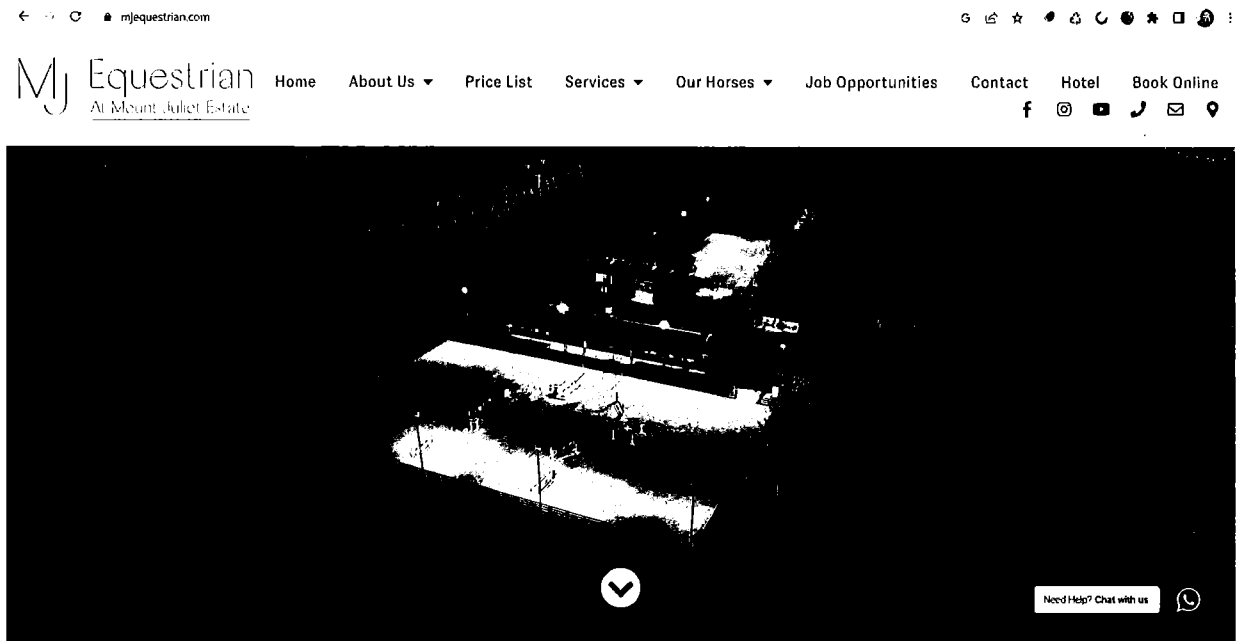 mjequestrian.com
MJ Equestrian
At Mount Juliet Estate
Home About Us Price List Services Our Horses Job Opportunities Contact Hotel Book Online
Need Help? Chat with us